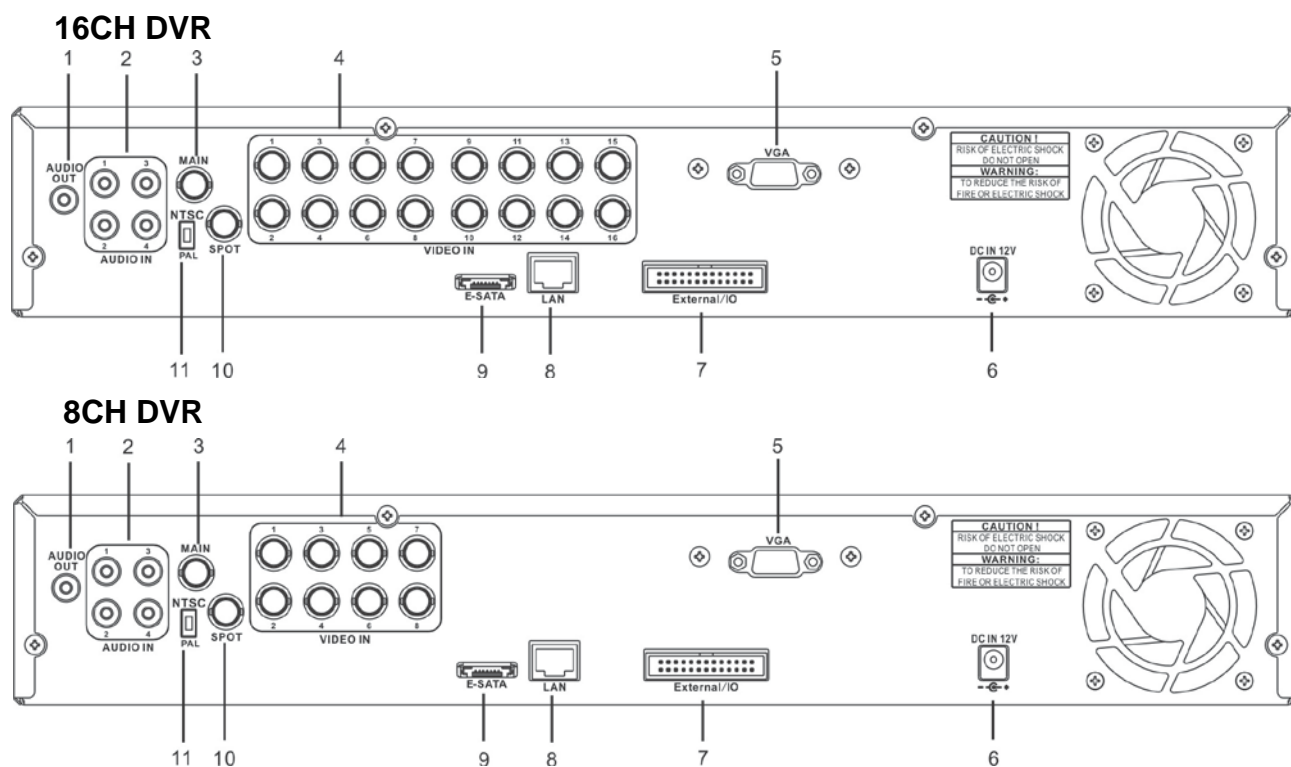 16CH DVR
1 2 3 4 5
AUDIO OUT
1 3
2 4
AUDIO IN
MAIN
NTSC
PAL
SPOT
1 3 5 7 9 11 13 15
2 4 6 8 10 12 14 16
VIDEO IN
VGA
CAUTION !
RISK OF ELECTRIC SHOCK
DO NOT OPEN
WARNING:
TO REDUCE THE RISK OF
FIRE OR ELECTRIC SHOCK
E-SATA
LAN
External/IO
DC IN 12V
11 10 9 8 7 6
8CH DVR
1 2 3 4 5
AUDIO OUT
1 3
2 4
AUDIO IN
MAIN
NTSC
PAL
SPOT
1 3 5 7
2 4 6 8
VIDEO IN
VGA
CAUTION !
RISK OF ELECTRIC SHOCK
DO NOT OPEN
WARNING:
TO REDUCE THE RISK OF
FIRE OR ELECTRIC SHOCK
E-SATA
LAN
External/IO
DC IN 12V
11 10 9 8 7 6